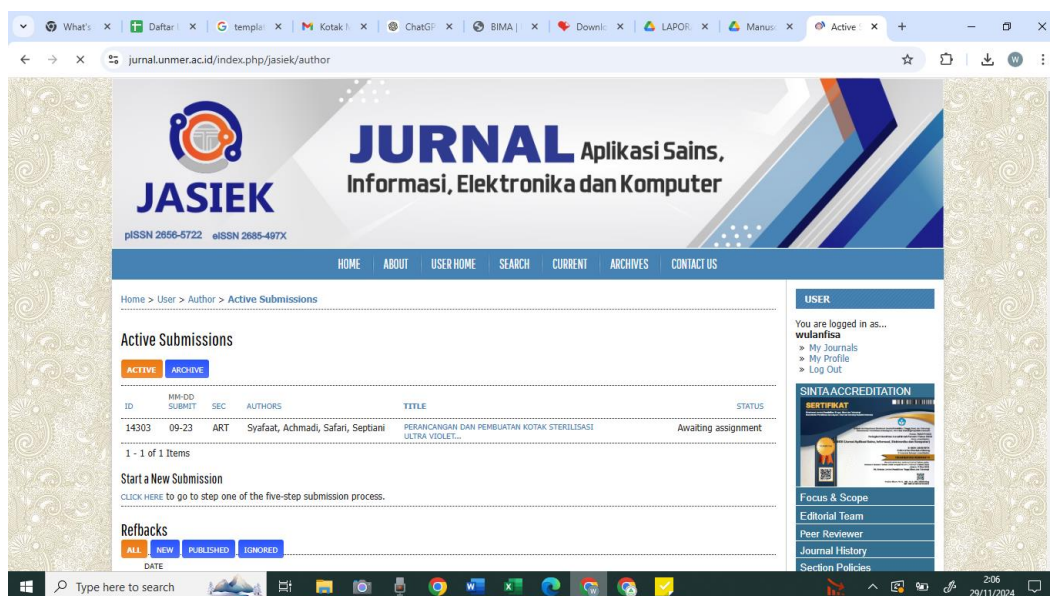 What's
Daftar
templa
Kotak
ChatGP
BIMA |
Downlo
LAPOR
Manus
Active
jurnal.unmer.ac.id/index.php/jasiek/author
W
JASIEK
pISSN 2656-5722 eISSN 2685-497X
JURNAL Aplikasi Sains,
Informasi, Elektronika dan Komputer
HOME ABOUT USER HOME SEARCH CURRENT ARCHIVES CONTACT US
Home > User > Author > Active Submissions
Active Submissions
ACTIVE ARCHIVE
MM-DD
ID SUBMIT SEC AUTHORS TITLE STATUS
14303 09-23 ART Syafaat, Achmadi, Safari, Septiani PERANCANGAN DAN PEMBUATAN KOTAK STERILISASI
ULTRA VIOLET... Awaiting assignment
1 - 1 of 1 Items
Start a New Submission
CLICK HERE to go to step one of the five-step submission process.
Refbacks
ALL NEW PUBLISHED IGNORED
DATE
USER
You are logged in as...
wulanfisa
» My Journals
» My Profile
» Log Out
SINTA ACCREDITATION
SERTIFIKAT
Focus & Scope
Editorial Team
Peer Reviewer
Journal History
Section Policies
Type here to search
2:06
29/11/2024